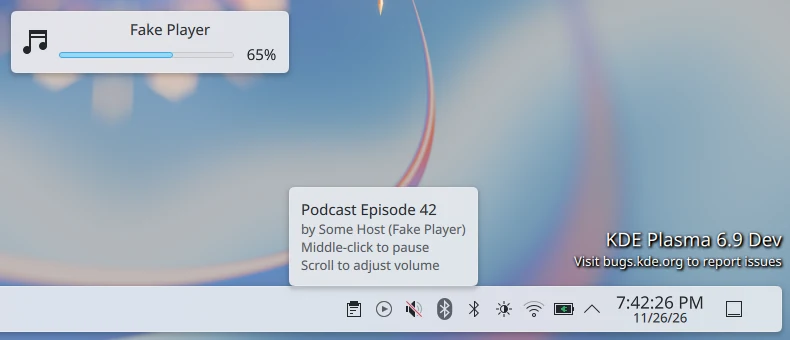 Fake Player
65%
Podcast Episode 42
by Some Host (Fake Player)
Middle-click to pause
Scroll to adjust volume
KDE Plasma 6.9 Dev
Visit bugs.kde.org to report issues
7:42:26 PM
11/26/26